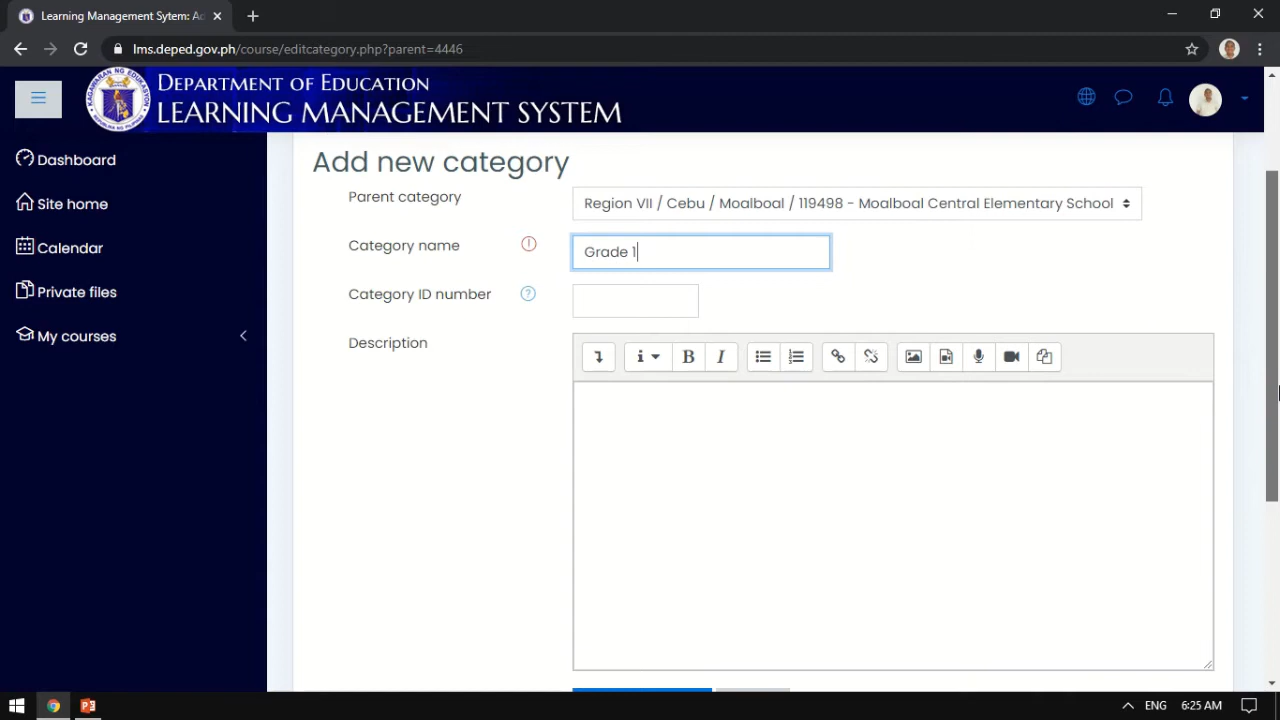 Learning Management Sytem: Ad
lms.deped.gov.ph/course/editcategory.php?parent=4446
DEPARTMENT OF EDUCATION
LEARNING MANAGEMENT SYSTEM
Dashboard
Site home
Calendar
Private files
My courses
Add new category
Parent category
Region VII / Cebu / Moalboal / 119498 - Moalboal Central Elementary School
Category name
Grade 1
Category ID number
Description
B I
ENG 6:25 AM